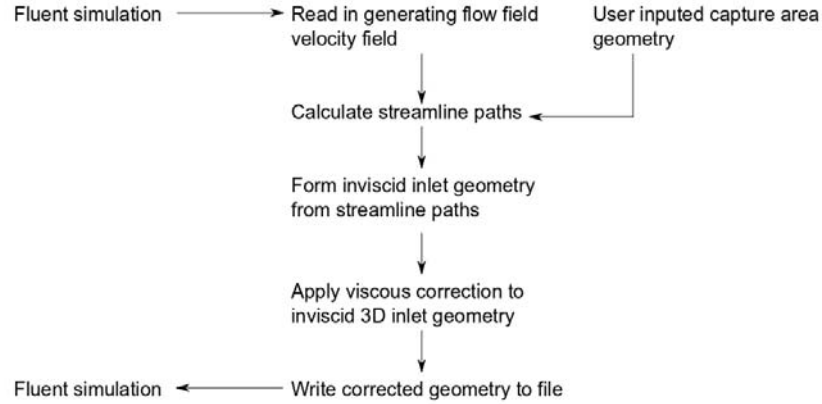 Fluent simulation
Read in generating flow field
velocity field
User inputed capture area
geometry
Calculate streamline paths
Form inviscid inlet geometry
from streamline paths
Apply viscous correction to
inviscid 3D inlet geometry
Fluent simulation
Write corrected geometry to file